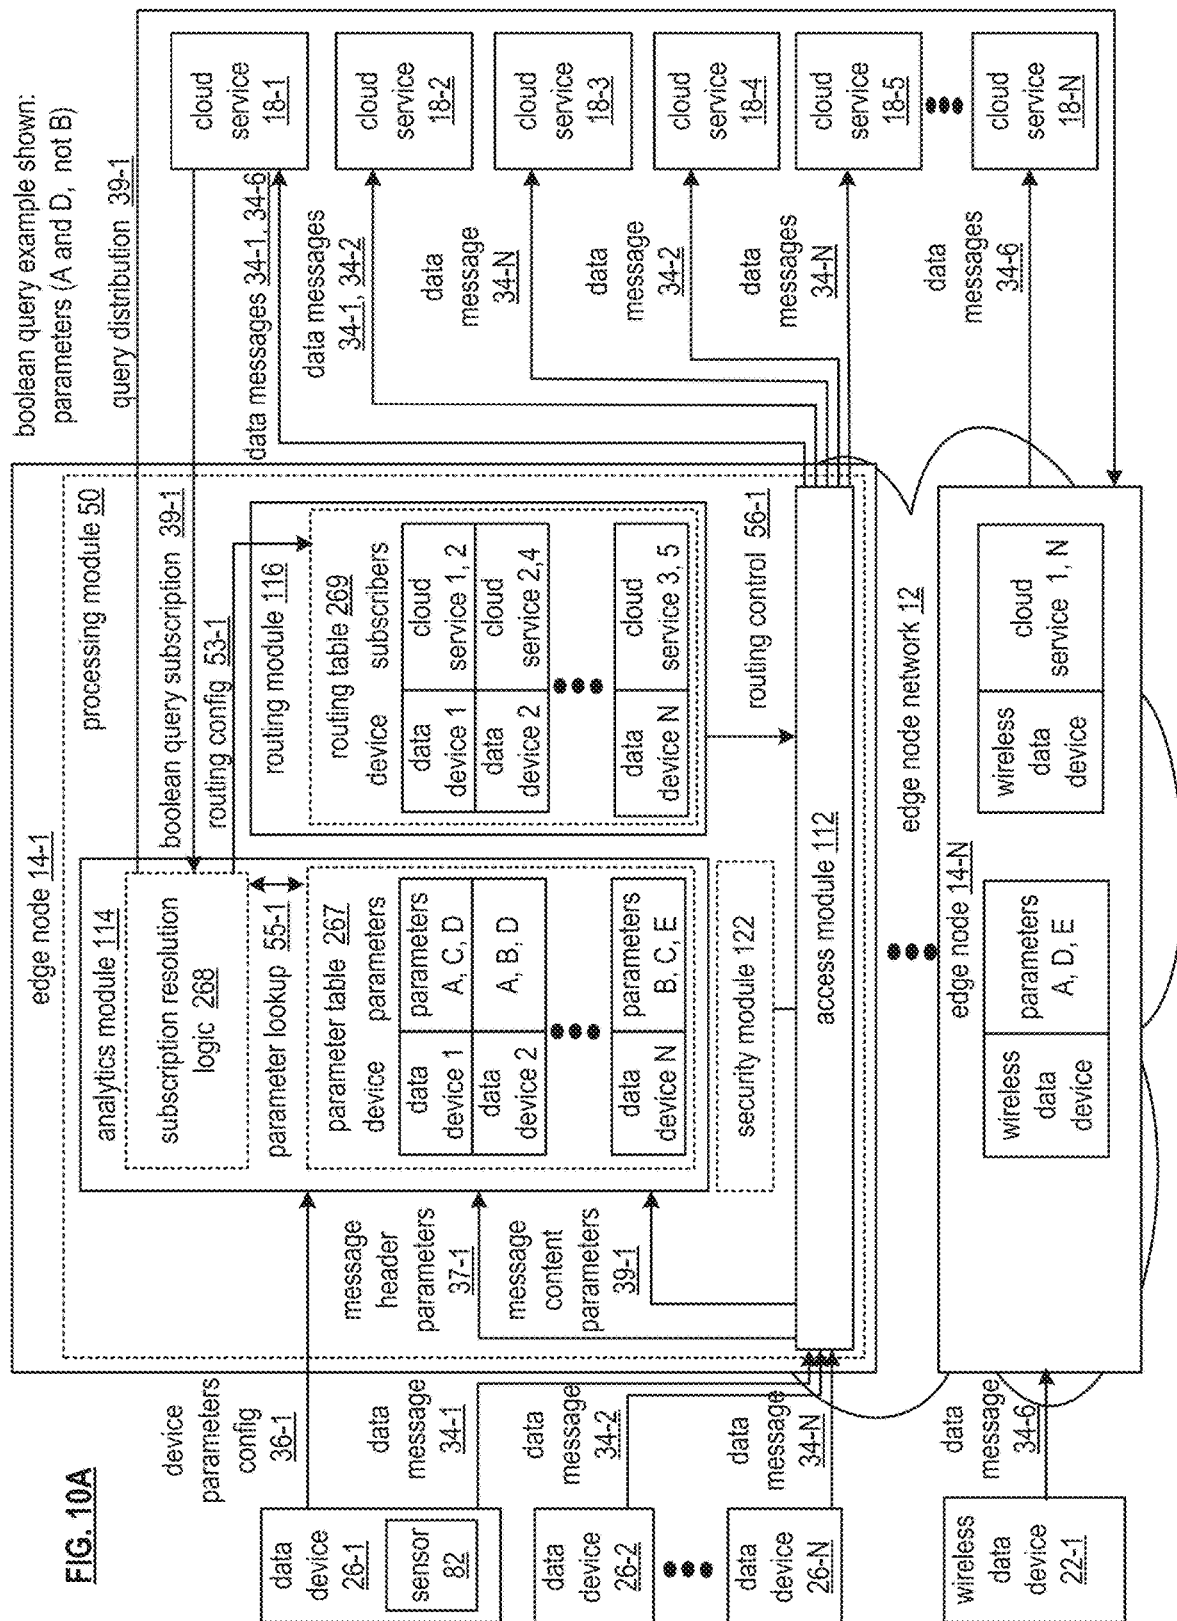 FIG. 10A
boolean query example shown:
parameters (A and D, not B)
query distribution 39-1
edge node 14-1
processing module 50
boolean query subscription 39-1
routing config 53-1
analytics module 114
subscription resolution
logic 268
parameter lookup 55-1
parameter table 267
device
parameters
data
device 1
parameters
A, C, D
data
device 2
A, B, D
data
device N
parameters
B, C, E
security module 122
routing module 116
routing table 269
device
subscribers
data
device 1
cloud
service 1, 2
data
device 2
cloud
service 2,4
data
device N
cloud
service 3, 5
routing control 56-1
access module 112
device
parameters
config
36-1
message
header
parameters
37-1
message
content
parameters
39-1
data
device
26-1
sensor
82
data
message
34-1
data
device
26-2
data
message
34-2
data
device
26-N
data
message
34-N
wireless
data
device
22-1
data
message
34-6
edge node network 12
edge node 14-N
wireless
data
device
parameters
A, D, E
wireless
data
device
cloud
service 1, N
data messages 34-1, 34-6
cloud
service
18-1
data messages
34-1, 34-2
cloud
service
18-2
data
message
34-N
cloud
service
18-3
data
message
34-2
cloud
service
18-4
data
messages
34-N
cloud
service
18-5
data
messages
34-6
cloud
service
18-N